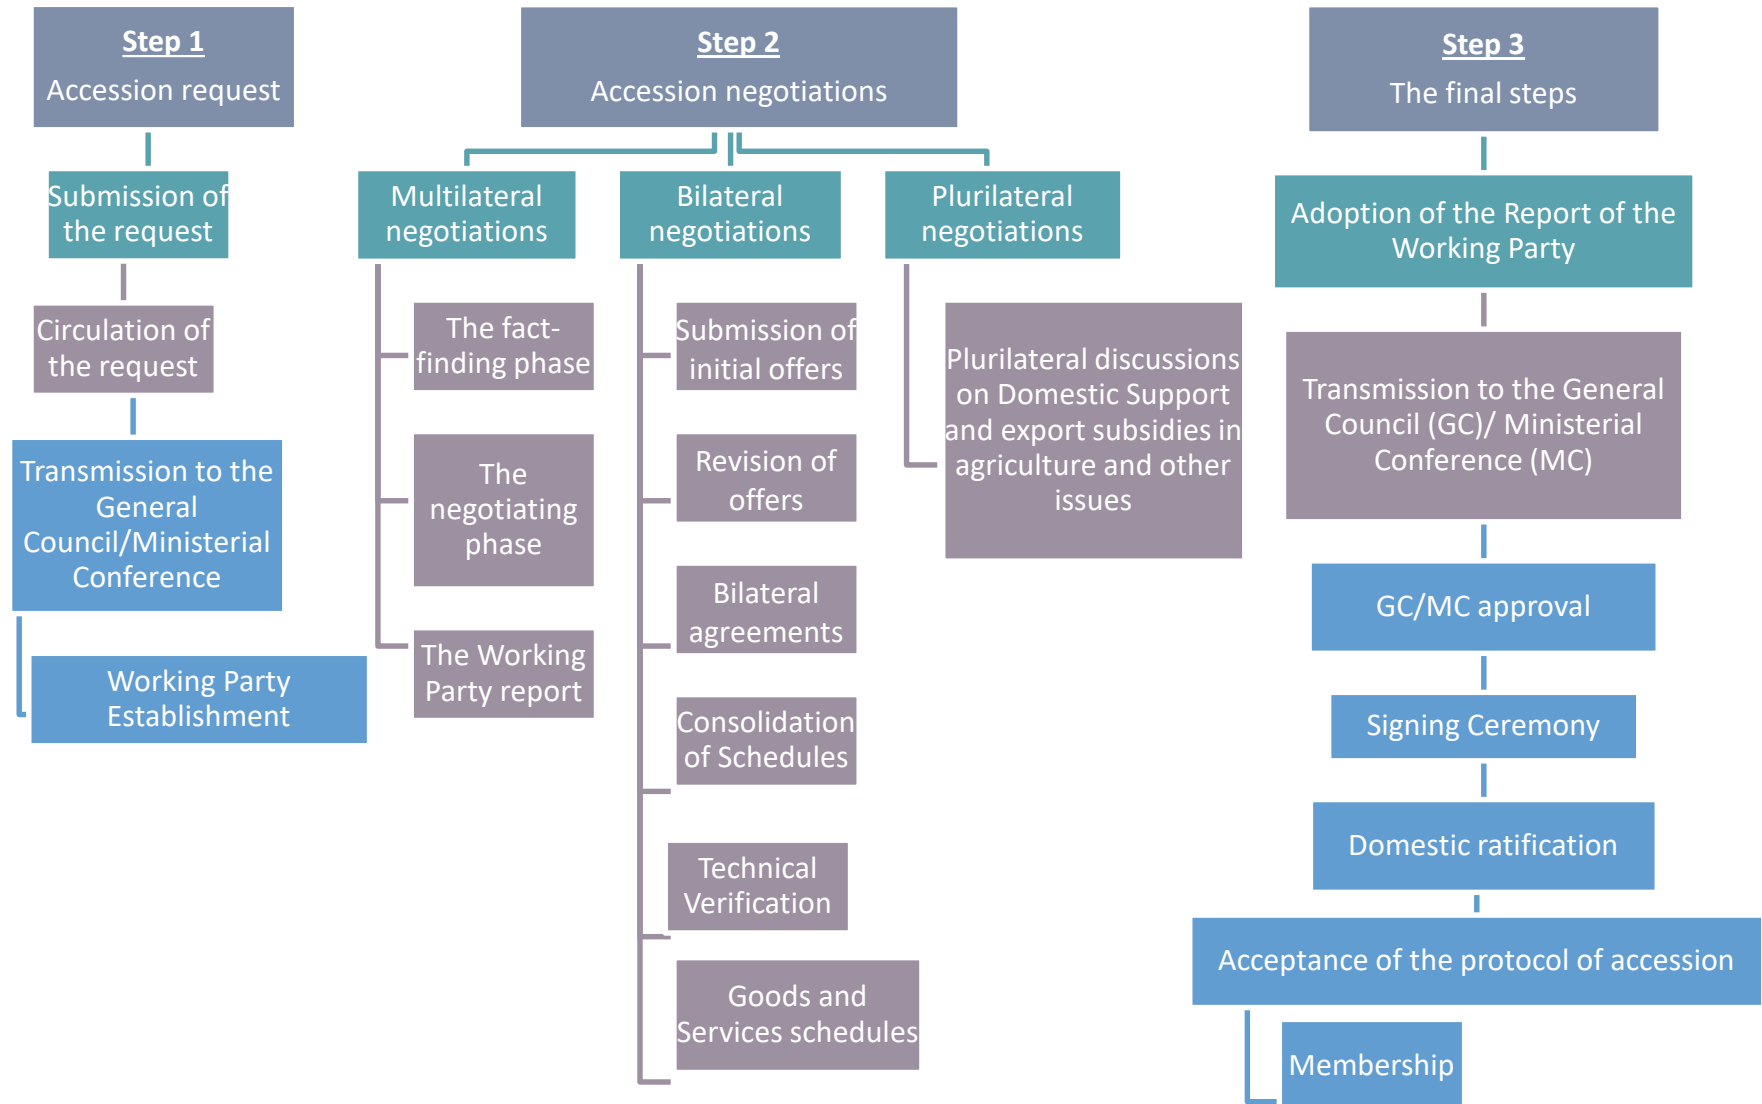 Step 1
Accession request
Submission of
the request
Circulation of
the request
Transmission to the
General
Council/Ministerial
Conference
Working Party
Establishment
Step 2
Accession negotiations
Multilateral
negotiations
The fact-
finding phase
The
negotiating
phase
The Working
Party report
Bilateral
negotiations
Submission of
initial offers
Revision of
offers
Bilateral
agreements
Consolidation
of Schedules
Technical
Verification
Goods and
Services schedules
Plurilateral
negotiations
Plurilateral discussions
on Domestic Support
and export subsidies in
agriculture and other
issues
Step 3
The final steps
Adoption of the Report of the
Working Party
Transmission to the General
Council (GC)/ Ministerial
Conference (MC)
GC/MC approval
Signing Ceremony
Domestic ratification
Acceptance of the protocol of accession
Membership